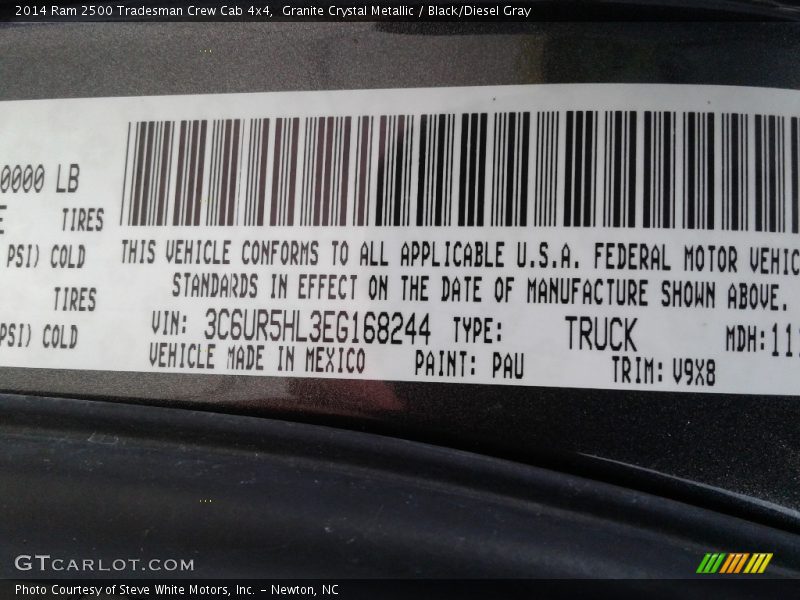 2014 Ram 2500 Tradesman Crew Cab 4x4, Granite Crystal Metallic / Black/Diesel Gray
0000 LB
TIRES
PSI) COLD
TIRES
PSI) COLD
THIS VEHICLE CONFORMS TO ALL APPLICABLE U.S.A. FEDERAL MOTOR VEHIC
STANDARDS IN EFFECT ON THE DATE OF MANUFACTURE SHOWN ABOVE.
VIN: 3C6UR5HL3EG168244 TYPE: TRUCK MDH:11
VEHICLE MADE IN MEXICO PAINT: PAU TRIM: V9X8
GTCARLOT.COM
Photo Courtesy of Steve White Motors, Inc. – Newton, NC